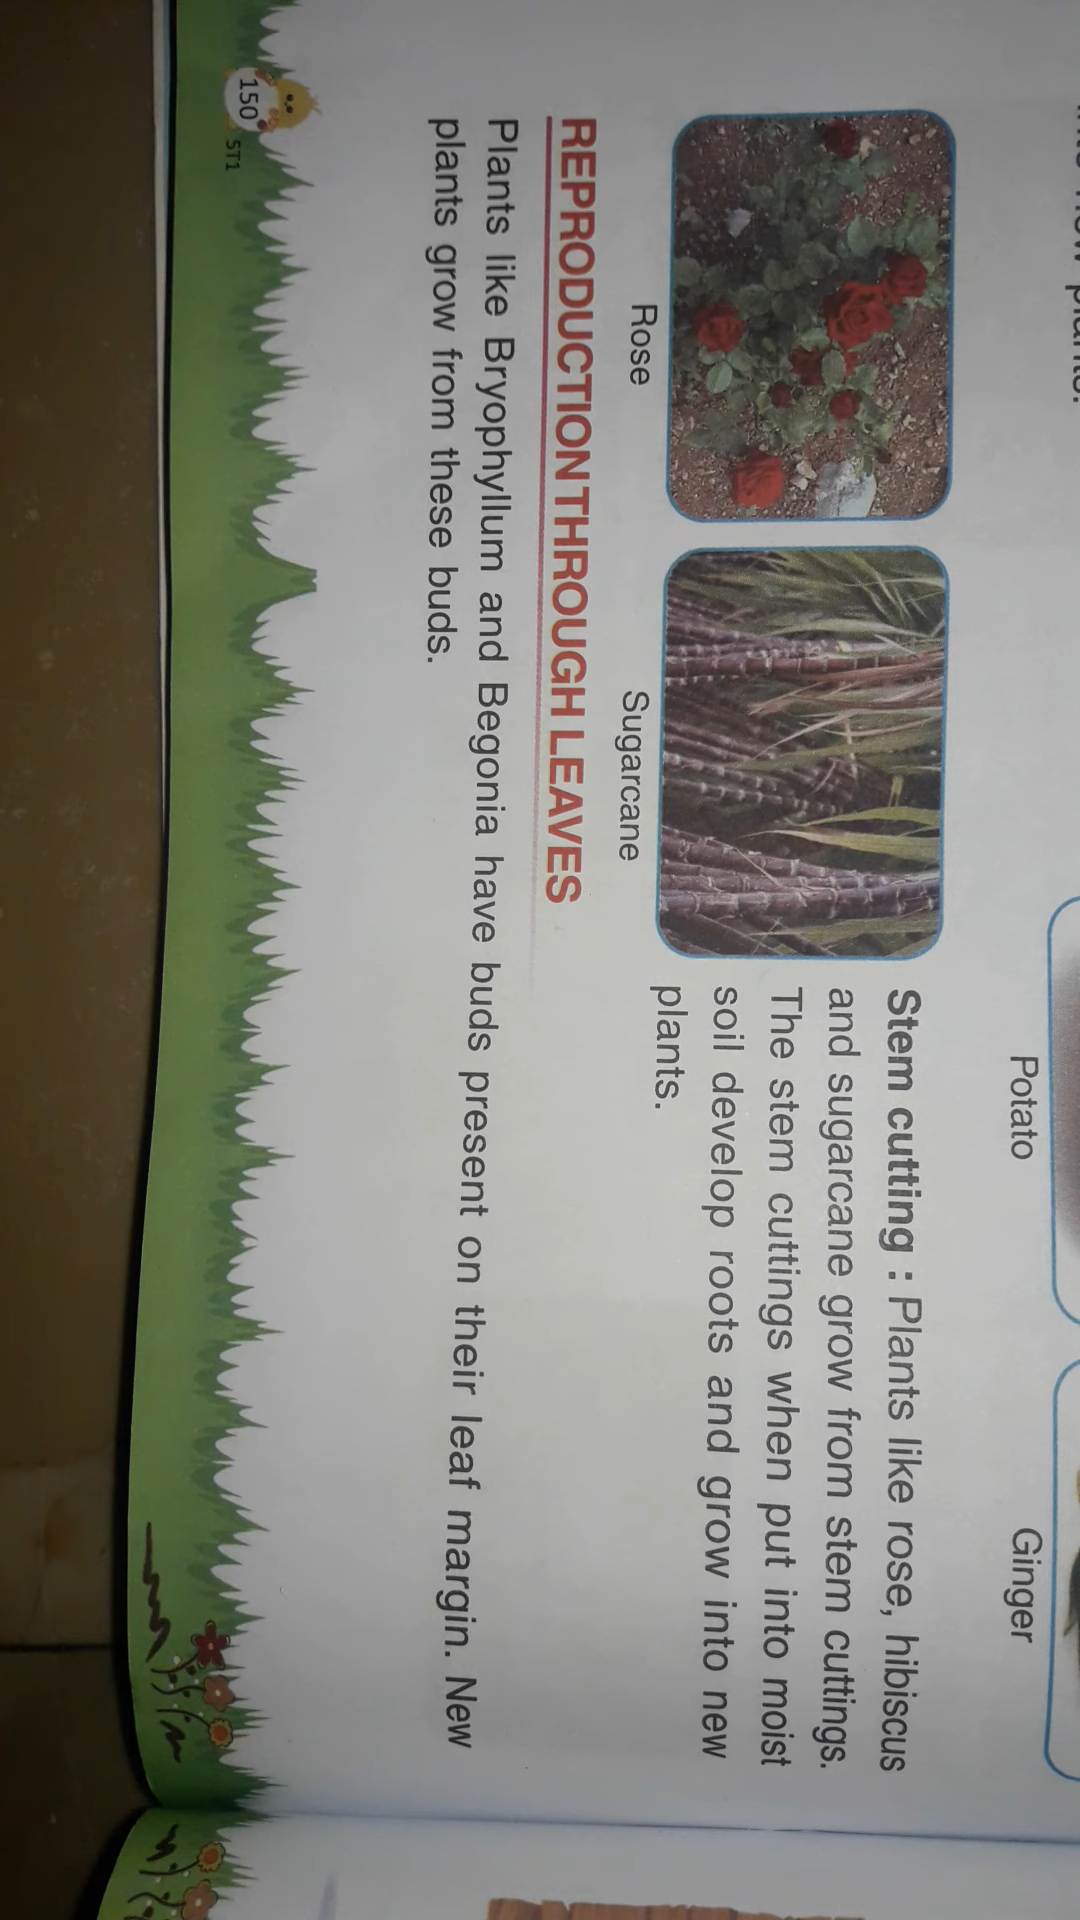 Potato
Ginger
Stem cutting : Plants like rose, hibiscus
and sugarcane grow from stem cuttings.
The stem cuttings when put into moist
soil develop roots and grow into new
plants.
Rose
Sugarcane
REPRODUCTION THROUGH LEAVES
Plants like Bryophyllum and Begonia have buds present on their leaf margin. New
plants grow from these buds.
150
ST1